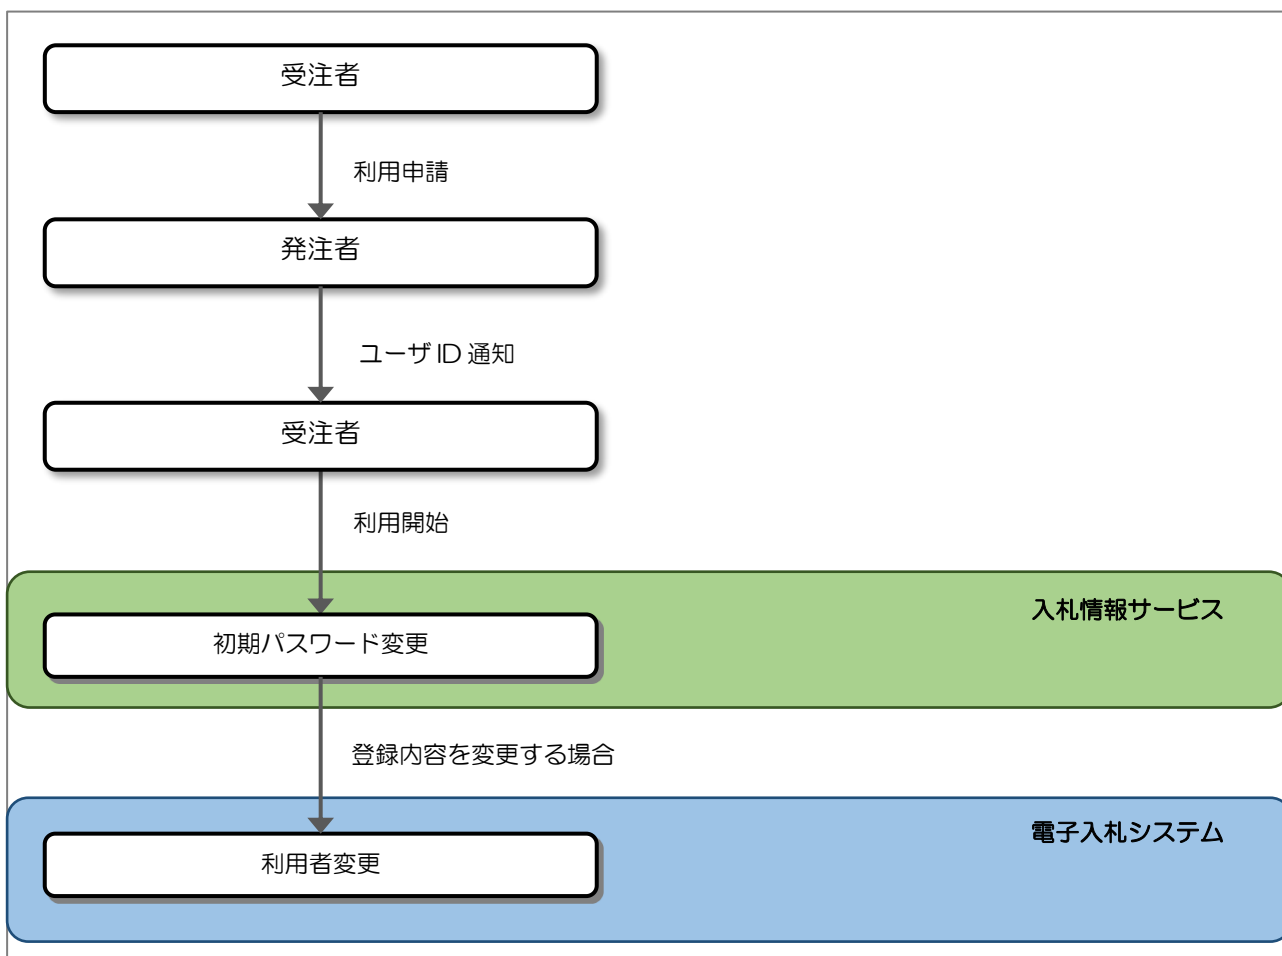 受注者
利用申請
発注者
ユーザ ID 通知
受注者
利用開始
入札情報サービス
初期パスワード変更
登録内容を変更する場合
電子入札システム
利用者変更